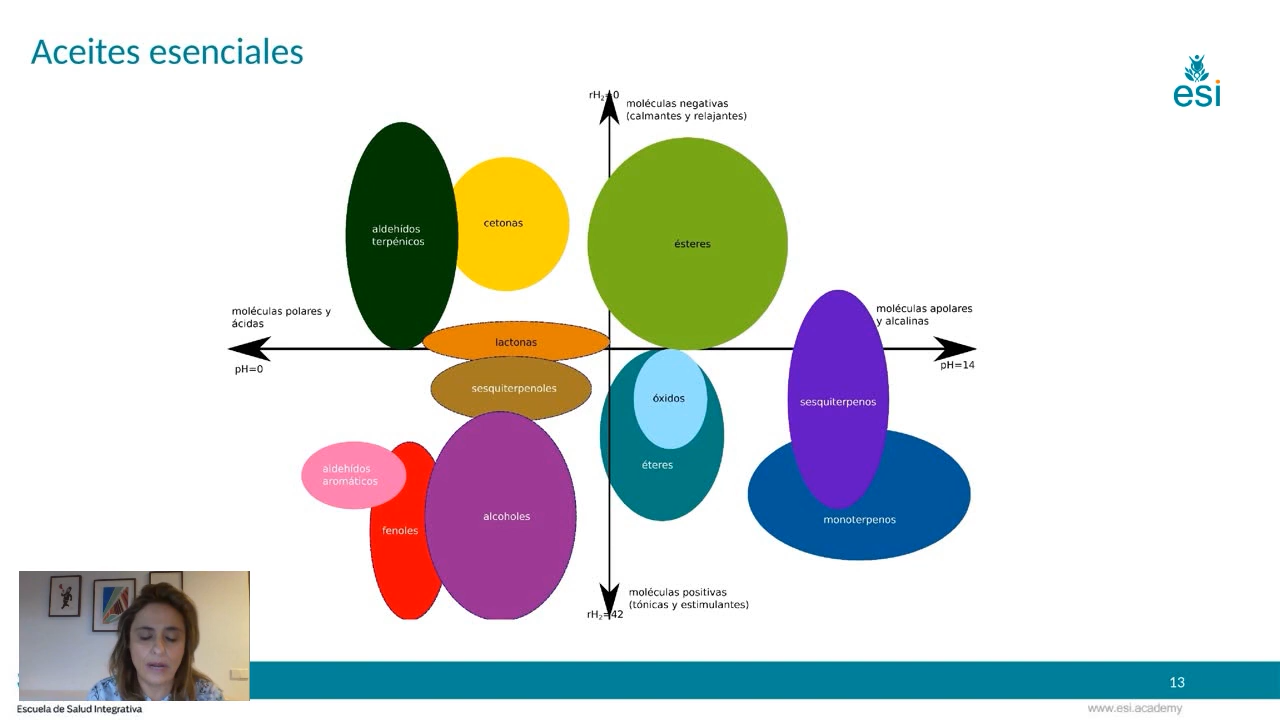 Aceites esenciales
esi
rH₂=0
moléculas negativas
(calmantes y relajantes)
aldehídos
terpénicos
cetonas
ésteres
moléculas polares y
ácidas
moléculas apolares
y alcalinas
lactonas
pH=0
pH=14
sesquiterpenoles
óxidos
sesquiterpenos
aldehídos
aromáticos
éteres
fenoles
alcoholes
monoterpenos
moléculas positivas
(tónicas y estimulantes)
rH₂=42
13
Escuela de Salud Integrativa
www.esi.academy